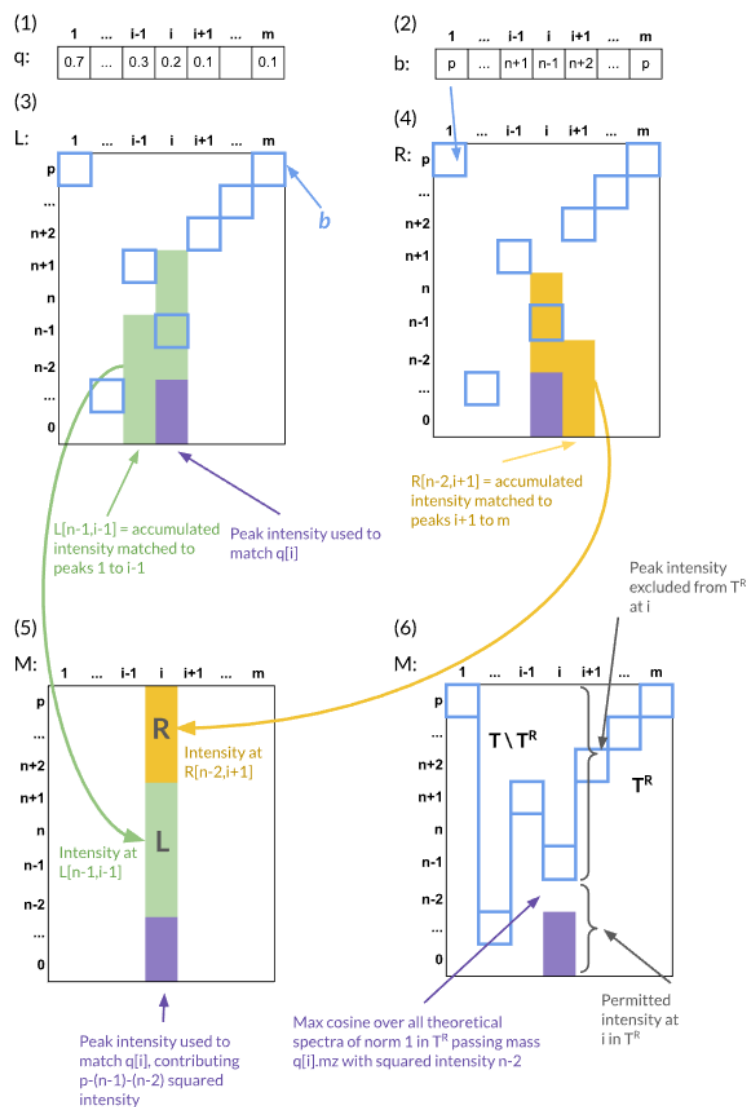 (1)
1 ... i-1 i i+1 ... m
q: 0.7 ... 0.3 0.2 0.1 0.1
(2)
1 ... i-1 i i+1 ... m
b: p ... n+1 n-1 n+2 ... p
(3)
L: 1 ... i-1 i i+1 ... m
p
...
b
n+2
n+1
n
n-1
n-2
...
0
L[n-1,i-1] = accumulated
intensity matched to
peaks 1 to i-1
Peak intensity used to
match q[i]
(4)
R: 1 ... i-1 i i+1 ... m
p
...
n+2
n+1
n
n-1
n-2
...
0
R[n-2,i+1] = accumulated
intensity matched to
peaks i+1 to m
(5)
M: 1 ... i-1 i i+1 ... m
p
R
...
Intensity at
R[n-2,i+1]
n+2
n+1
n
L
Intensity at
L[n-1,i-1]
n-1
n-2
...
0
Peak intensity used to
match q[i], contributing
p-(n-1)-(n-2) squared
intensity
Peak intensity
excluded from T^R
at i
(6)
M: 1 ... i-1 i i+1 ... m
p
...
T \ T^R
n+2
T^R
n+1
n
n-1
n-2
...
0
Max cosine over all theoretical
spectra of norm 1 in T^R passing mass
q[i].mz with squared intensity n-2
Permitted
intensity at
i in T^R